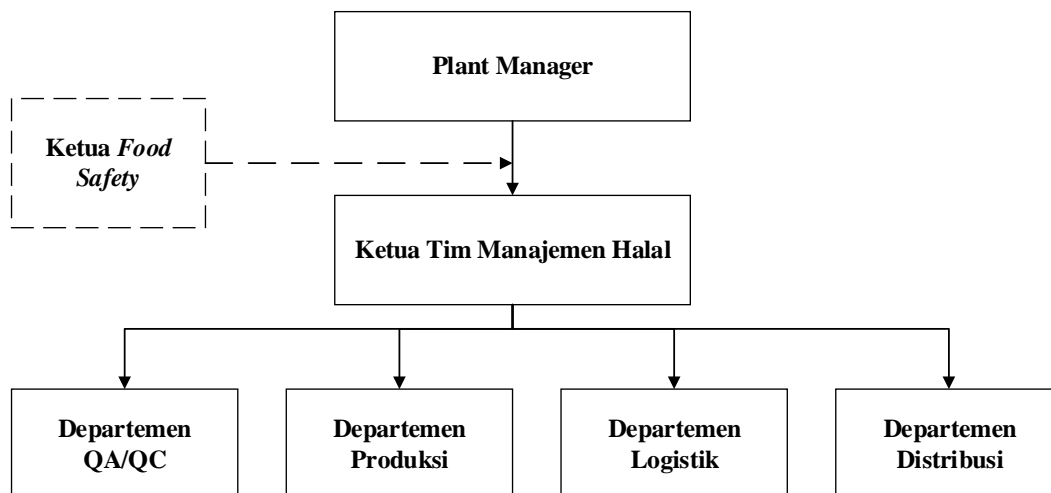 Plant Manager
Ketua Food
Safety
Ketua Tim Manajemen Halal
Departemen
QA/QC
Departemen
Produksi
Departemen
Logistik
Departemen
Distribusi